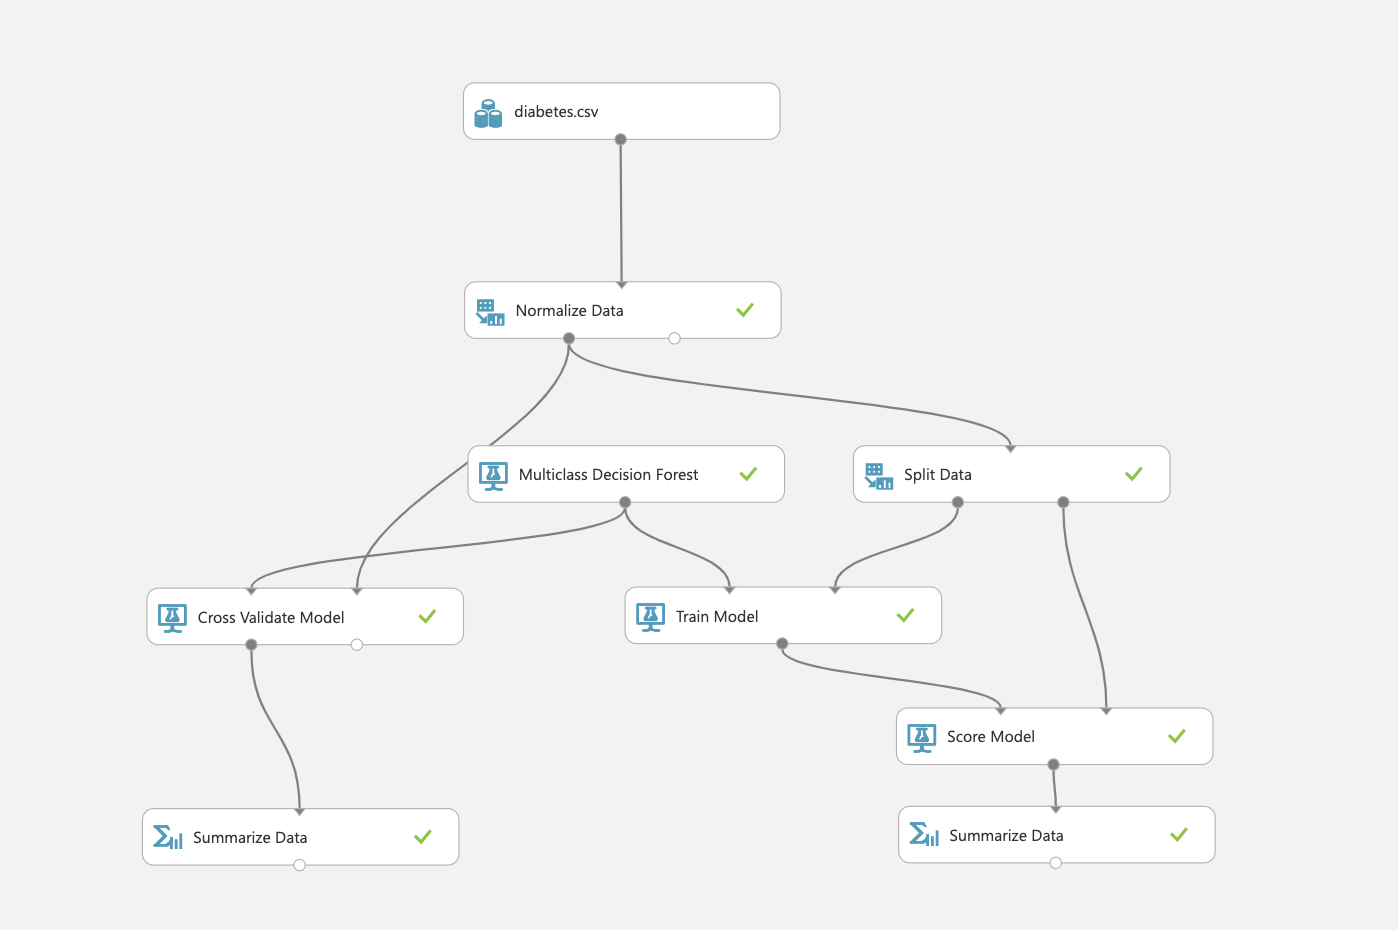 diabetes.csv
Normalize Data
Multiclass Decision Forest
Split Data
Cross Validate Model
Train Model
Score Model
Summarize Data
Summarize Data